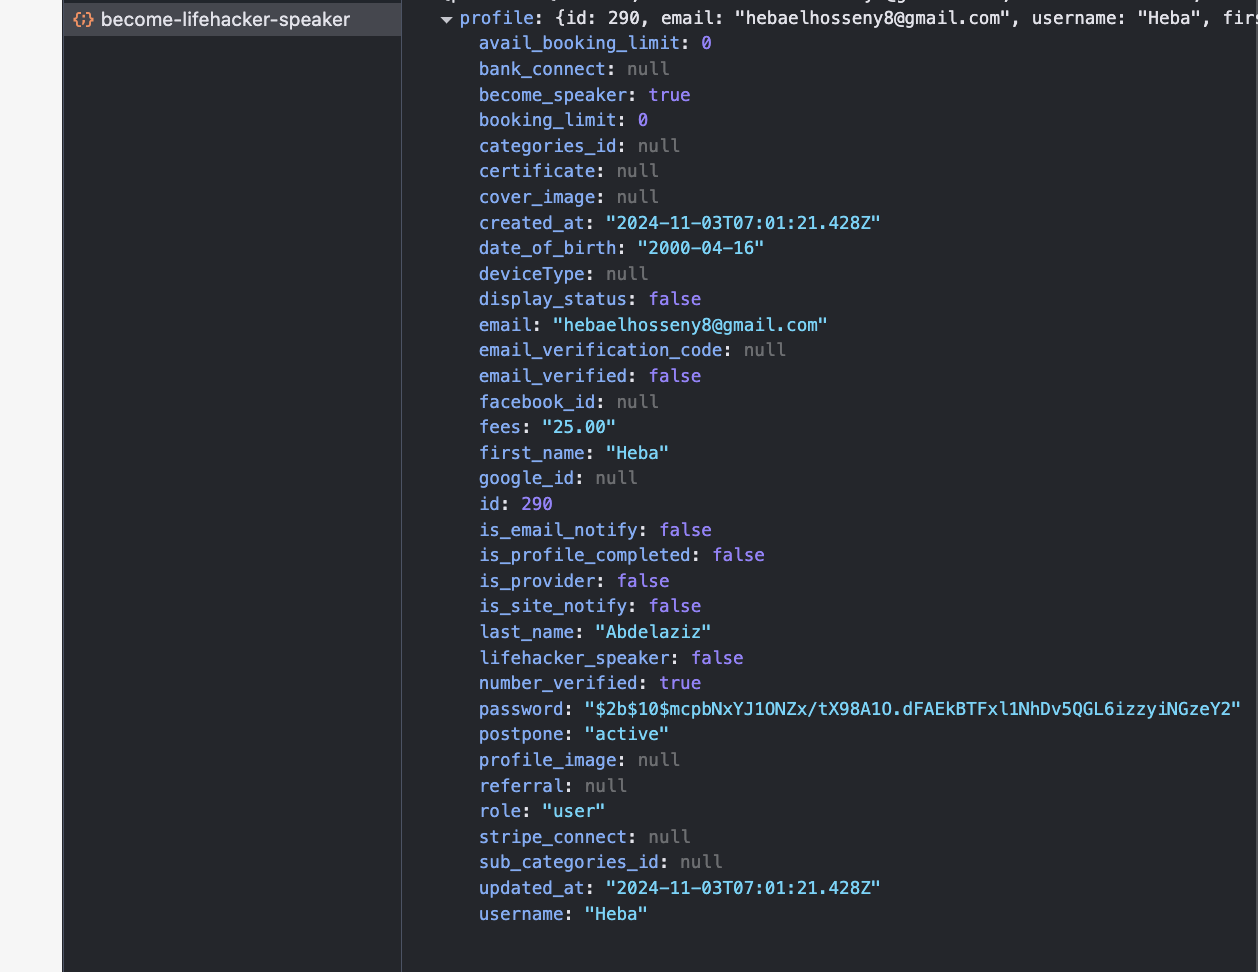 become-lifehacker-speaker
profile: {id: 290, email: "hebaelhosseny8@gmail.com", username: "Heba", firs
avail_booking_limit: 0
bank_connect: null
become_speaker: true
booking_limit: 0
categories_id: null
certificate: null
cover_image: null
created_at: "2024-11-03T07:01:21.428Z"
date_of_birth: "2000-04-16"
deviceType: null
display_status: false
email: "hebaelhosseny8@gmail.com"
email_verification_code: null
email_verified: false
facebook_id: null
fees: "25.00"
first_name: "Heba"
google_id: null
id: 290
is_email_notify: false
is_profile_completed: false
is_provider: false
is_site_notify: false
last_name: "Abdelaziz"
lifehacker_speaker: false
number_verified: true
password: "$2b$10$mcpbNxYJ1ONZx/tX98A1O.dFAEkBTFxl1NhDv5QGL6izzyiNGzeY2"
postpone: "active"
profile_image: null
referral: null
role: "user"
stripe_connect: null
sub_categories_id: null
updated_at: "2024-11-03T07:01:21.428Z"
username: "Heba"